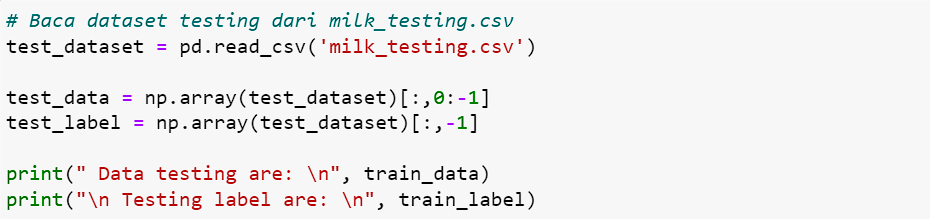 # Baca dataset testing dari milk_testing.csv
test_dataset = pd.read_csv('milk_testing.csv')
test_data = np.array(test_dataset)[:,0:-1]
test_label = np.array(test_dataset)[:,-1]
print(" Data testing are: \n", train_data)
print("\n Testing label are: \n", train_label)